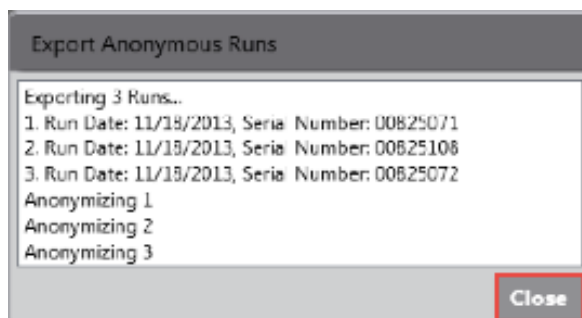 Export Anonymous Runs
Exporting 3 Runs...
1. Run Date: 11/18/2013, Serial Number: 00825071
2. Run Date: 11/18/2013, Serial Number: 00825108
3. Run Date: 11/18/2013, Serial Number: 00825072
Anonymizing 1
Anonymizing 2
Anonymizing 3
Close